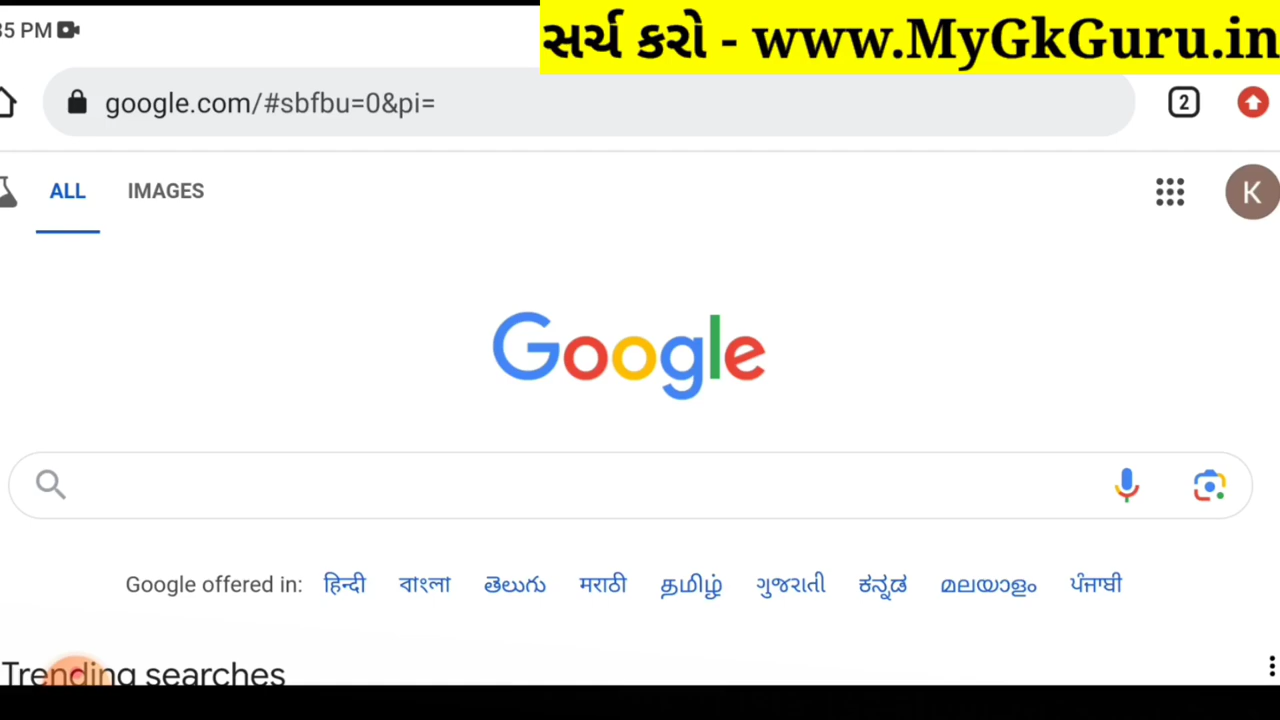 35 PM
સર્ચ કરો - www.MyGkGuru.in
google.com/#sbfbu=0&pi=
2
ALL IMAGES
K
Google
Google offered in: हिन्दी বাংলা తెలుగు मराठी தமிழ் ગુજરાતી ಕನ್ನಡ മലയാളം ਪੰਜਾਬੀ
Trending searches